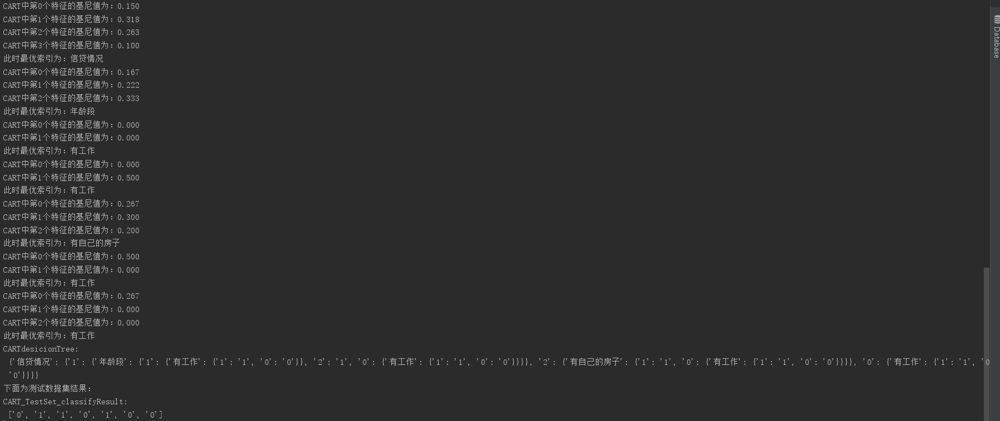 CART中第0个特征的基尼值为：0.150
CART中第1个特征的基尼值为：0.318
CART中第2个特征的基尼值为：0.263
CART中第3个特征的基尼值为：0.100
此时最优索引为：信贷情况
CART中第0个特征的基尼值为：0.167
CART中第1个特征的基尼值为：0.222
CART中第2个特征的基尼值为：0.333
此时最优索引为：年龄段
CART中第0个特征的基尼值为：0.000
CART中第1个特征的基尼值为：0.000
此时最优索引为：有工作
CART中第0个特征的基尼值为：0.000
CART中第1个特征的基尼值为：0.500
此时最优索引为：有工作
CART中第0个特征的基尼值为：0.267
CART中第1个特征的基尼值为：0.300
CART中第2个特征的基尼值为：0.200
此时最优索引为：有自己的房子
CART中第0个特征的基尼值为：0.500
CART中第1个特征的基尼值为：0.000
此时最优索引为：有工作
CART中第0个特征的基尼值为：0.267
CART中第1个特征的基尼值为：0.000
CART中第2个特征的基尼值为：0.000
此时最优索引为：有工作
CARTdesicionTree:
{'信贷情况': {'1': {'年龄段': {'1': {'有工作': {'1': '1', '0': '0'}}, '2': '1', '0': {'有工作': {'1': '1', '0': '0'}}}}, '2': {'有自己的房子': {'1': '1', '0': {'有工作': {'1': '1', '0': '0'}}}}, '0': {'有工作': {'1': '1', '0
'0'}}}}
下面为测试数据集结果：
CART_TestSet_classifyResult:
['0', '1', '1', '0', '1', '0', '0']
Database